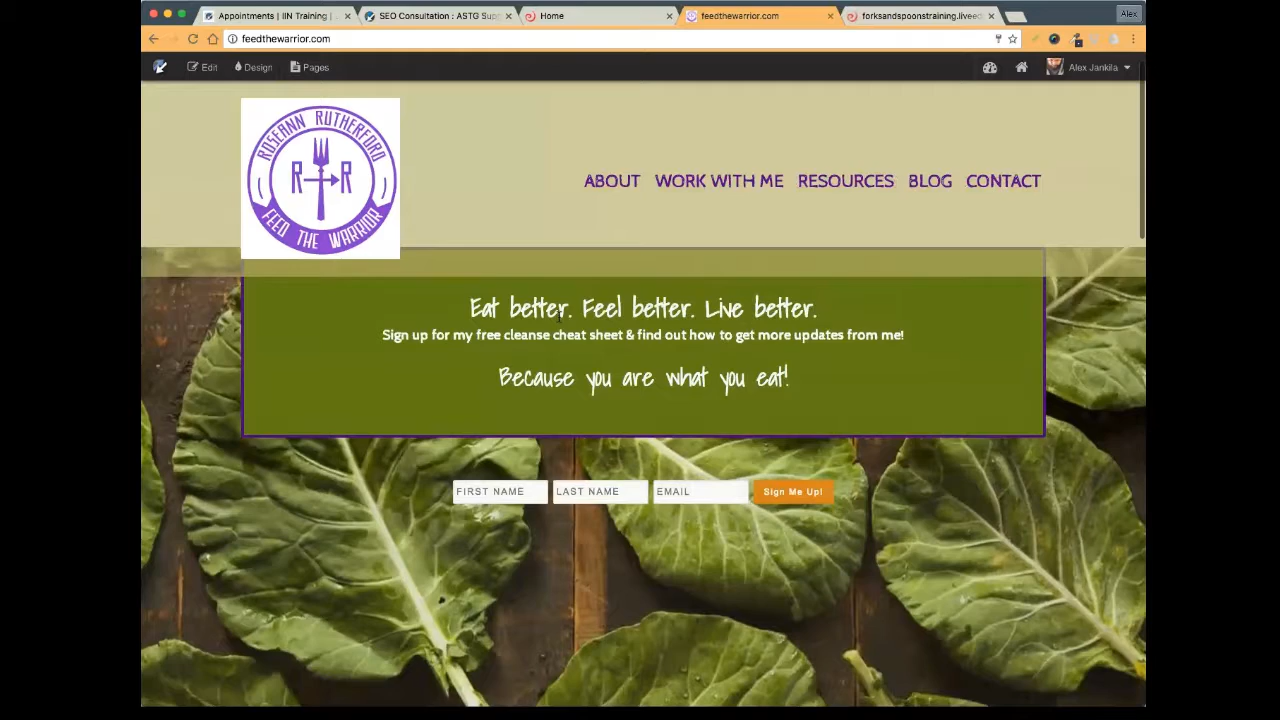 Appointments | IIN Training |
SEO Consultation : ASTG Sup
Home
feedthewarrior.com
forksandspoonstraining.liveed
Alex
feedthewarrior.com
Edit
Design
Pages
Alex Jankila
ROSEANN RUTHERFORD
R R
FEED THE WARRIOR
ABOUT WORK WITH ME RESOURCES BLOG CONTACT
Eat better. Feel better. Live better.
Sign up for my free cleanse cheat sheet & find out how to get more updates from me!
Because you are what you eat!
FIRST NAME
LAST NAME
EMAIL
Sign Me Up!